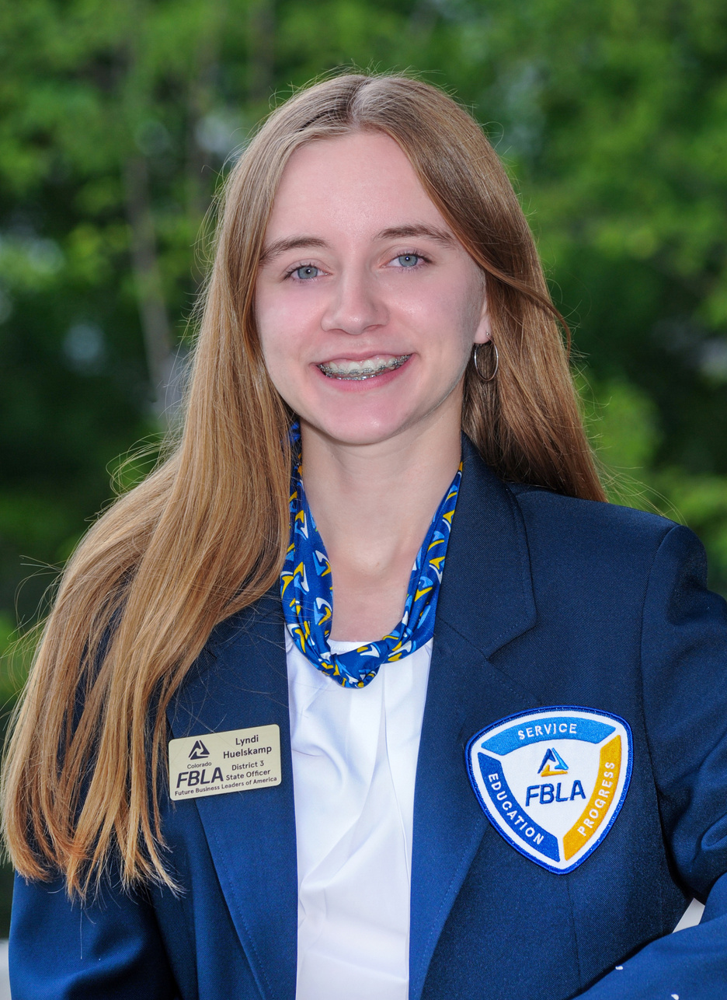 Lyndi
Huelskamp
Colorado
FBLA
District 3
State Officer
Future Business Leaders of America
SERVICE
EDUCATION
PROGRESS
FBLA